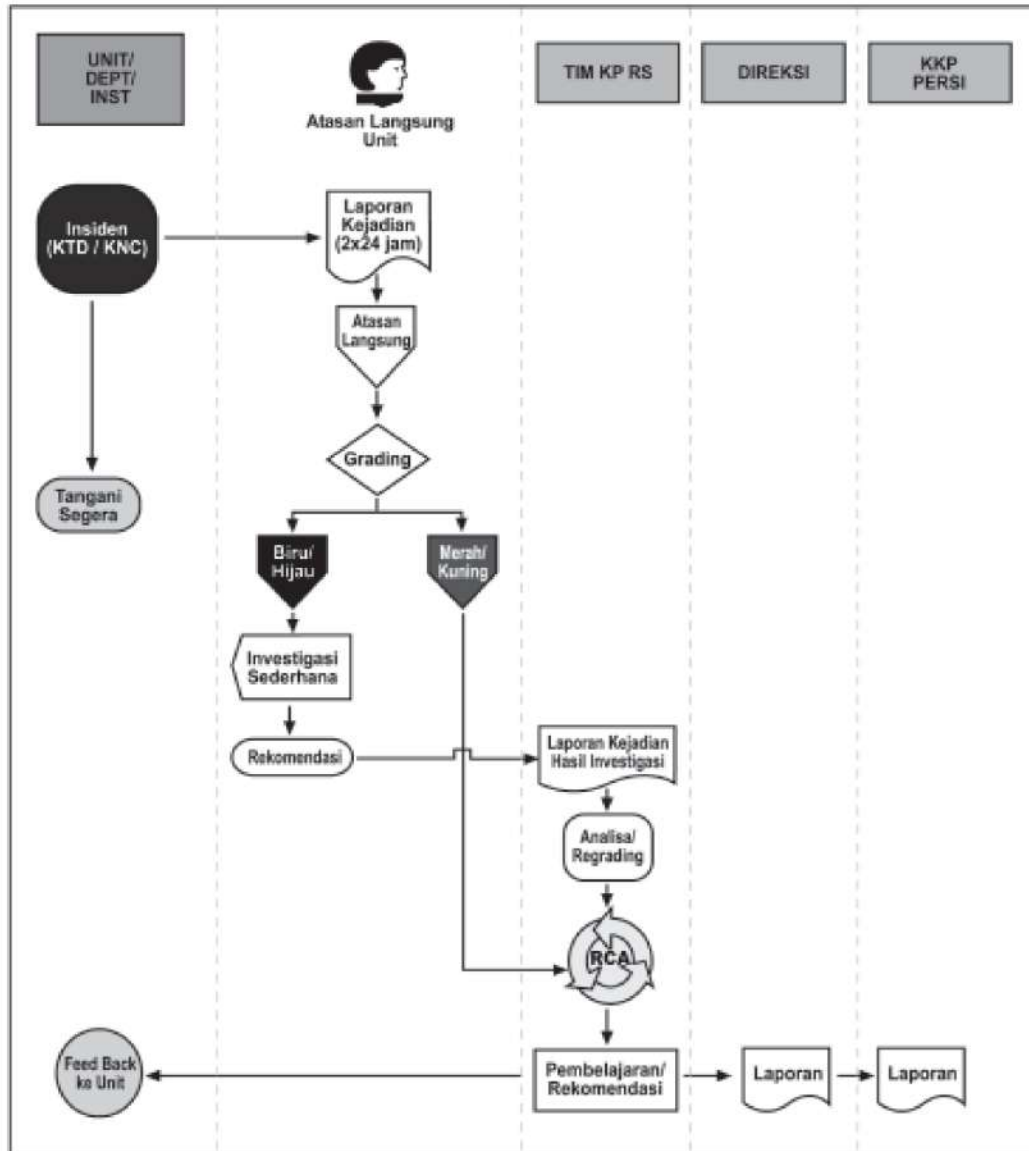 UNIT/
DEPT/
INST
Atasan Langsung
Unit
TIM KP RS
DIREKSI
KKP
PERSI
Insiden
(KTD / KNC)
Laporan
Kejadian
(2x24 jam)
Atasan
Langsung
Grading
Tangani
Segera
Biru/
Hijau
Merah/
Kuning
Investigasi
Sederhana
Rekomendasi
Laporan Kejadian
Hasil Investigasi
Analisa/
Regrading
RCA
Feed Back
ke Unit
Pembelajaran/
Rekomendasi
Laporan
Laporan